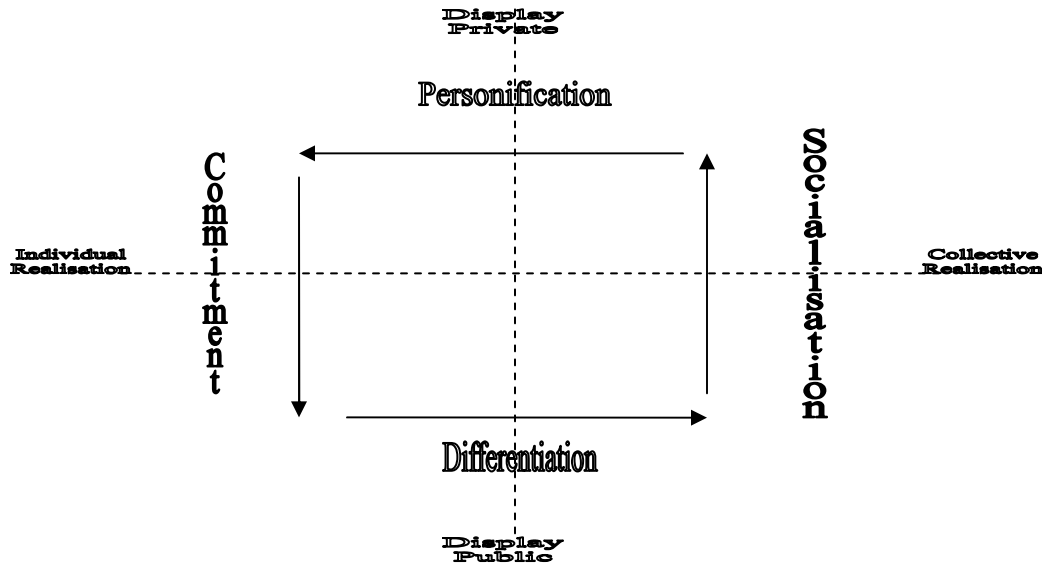 Display
Private
Personification
Commitment
Socialisation
Individual
Realisation
Collective
Realisation
Differentiation
Display
Public